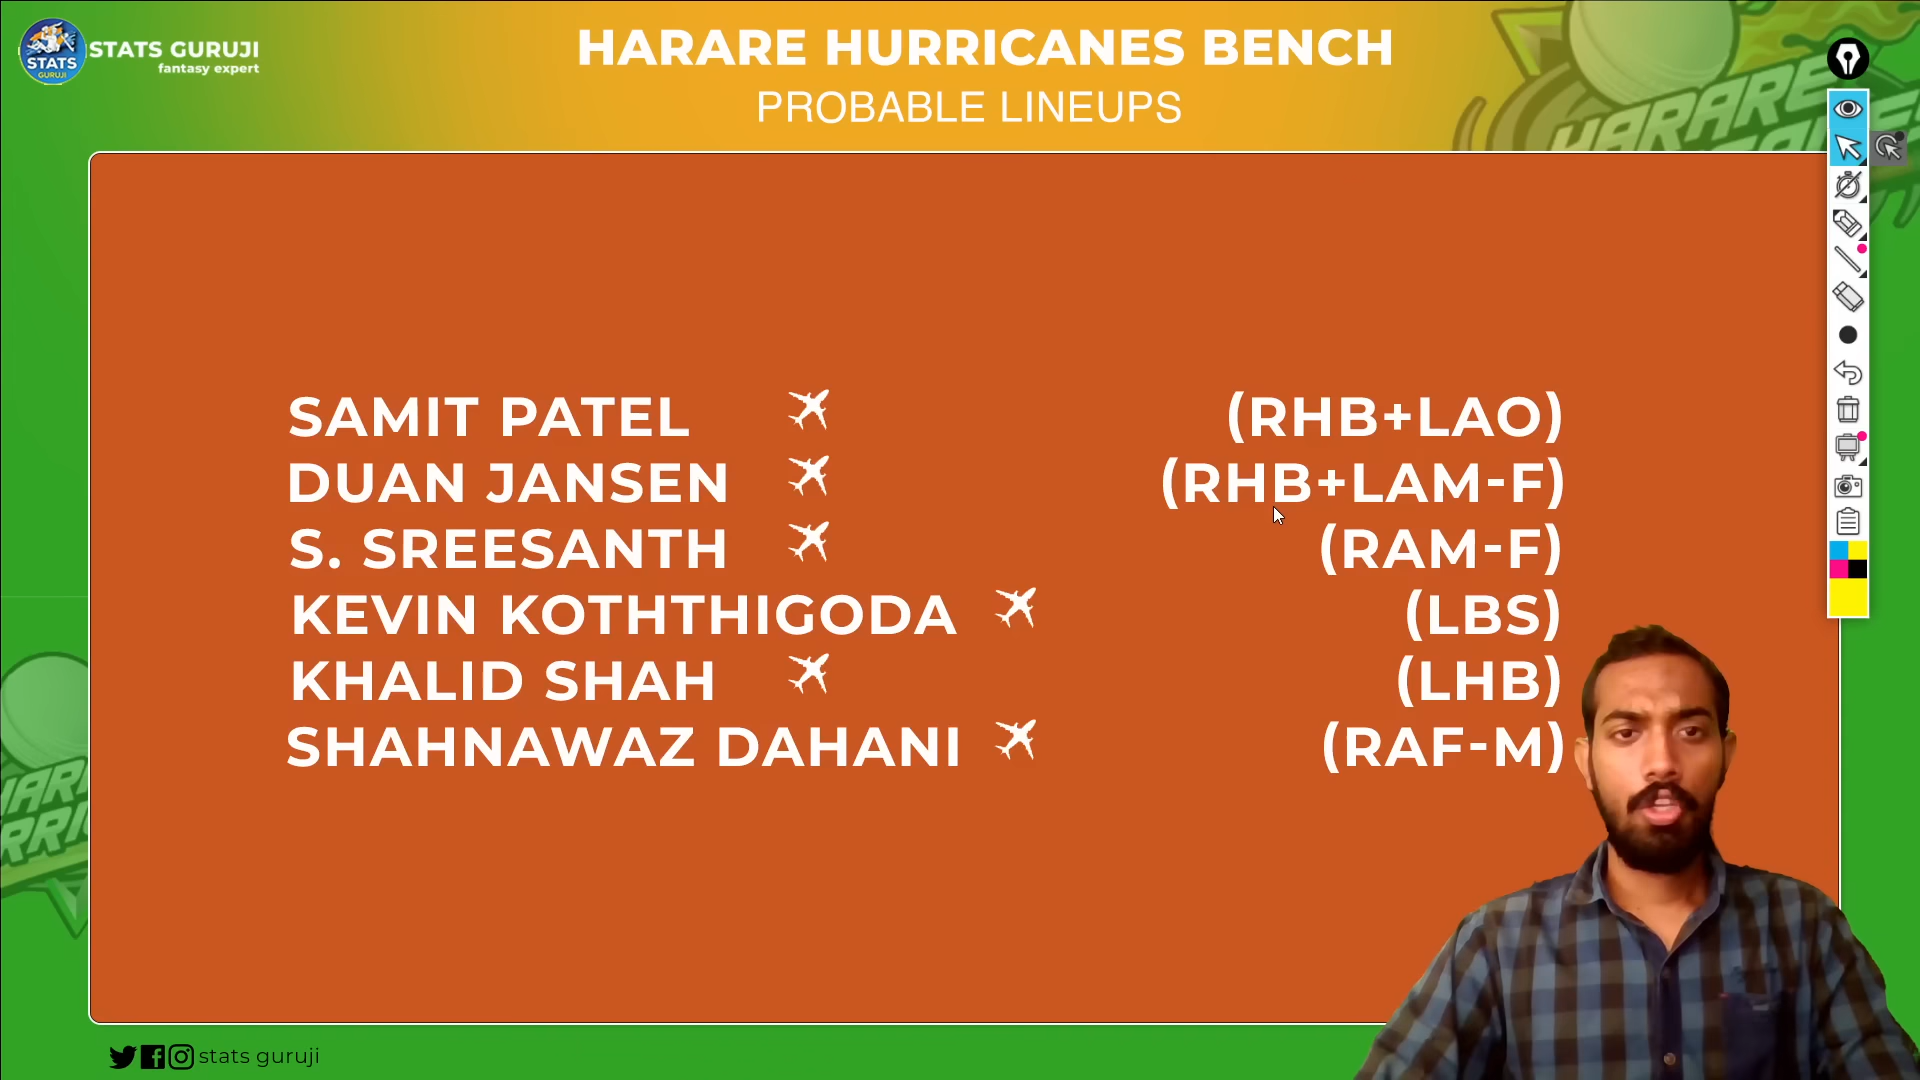 STATS GURUJI
fantasy expert
STATS
GURUJI
HARARE HURRICANES BENCH
PROBABLE LINEUPS
HARARE
SAMIT PATEL (RHB+LAO)
DUAN JANSEN (RHB+LAM-F)
S. SREESANTH (RAM-F)
KEVIN KOTHTHIGODA (LBS)
KHALID SHAH (LHB)
SHAHNAWAZ DAHANI (RAF-M)
stats guruji